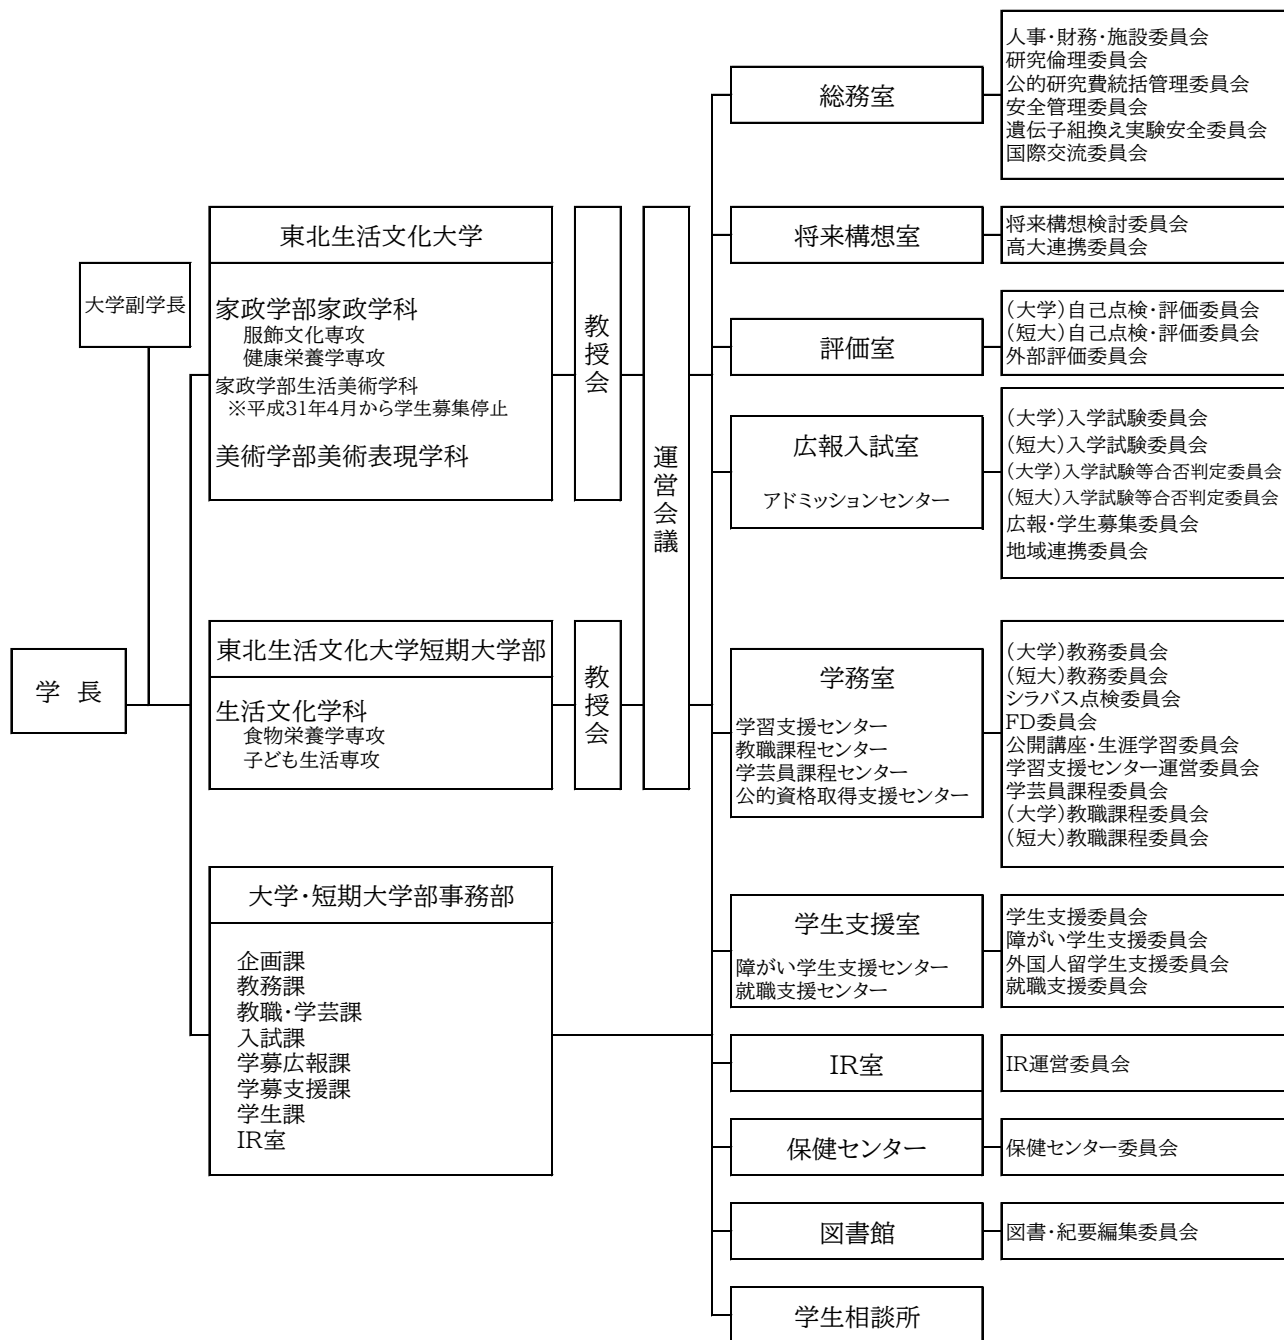 学 長
大学副学長
東北生活文化大学
家政学部家政学科
服飾文化専攻
健康栄養学専攻
家政学部生活美術学科
※平成31年4月から学生募集停止
美術学部美術表現学科
教授会
東北生活文化大学短期大学部
生活文化学科
食物栄養学専攻
子ども生活専攻
教授会
大学・短期大学部事務部
企画課
教務課
教職・学芸課
入試課
学募広報課
学募支援課
学生課
IR室
運営会議
総務室
人事・財務・施設委員会
研究倫理委員会
公的研究費統括管理委員会
安全管理委員会
遺伝子組換え実験安全委員会
国際交流委員会
将来構想室
将来構想検討委員会
高大連携委員会
評価室
(大学)自己点検・評価委員会
(短大)自己点検・評価委員会
外部評価委員会
広報入試室
アドミッションセンター
(大学)入学試験委員会
(短大)入学試験委員会
(大学)入学試験等合否判定委員会
(短大)入学試験等合否判定委員会
広報・学生募集委員会
地域連携委員会
学務室
学習支援センター
教職課程センター
学芸員課程センター
公的資格取得支援センター
(大学)教務委員会
(短大)教務委員会
シラバス点検委員会
FD委員会
公開講座・生涯学習委員会
学習支援センター運営委員会
学芸員課程委員会
(大学)教職課程委員会
(短大)教職課程委員会
学生支援室
障がい学生支援センター
就職支援センター
学生支援委員会
障がい学生支援委員会
外国人留学生支援委員会
就職支援委員会
IR室
IR運営委員会
保健センター
保健センター委員会
図書館
図書・紀要編集委員会
学生相談所